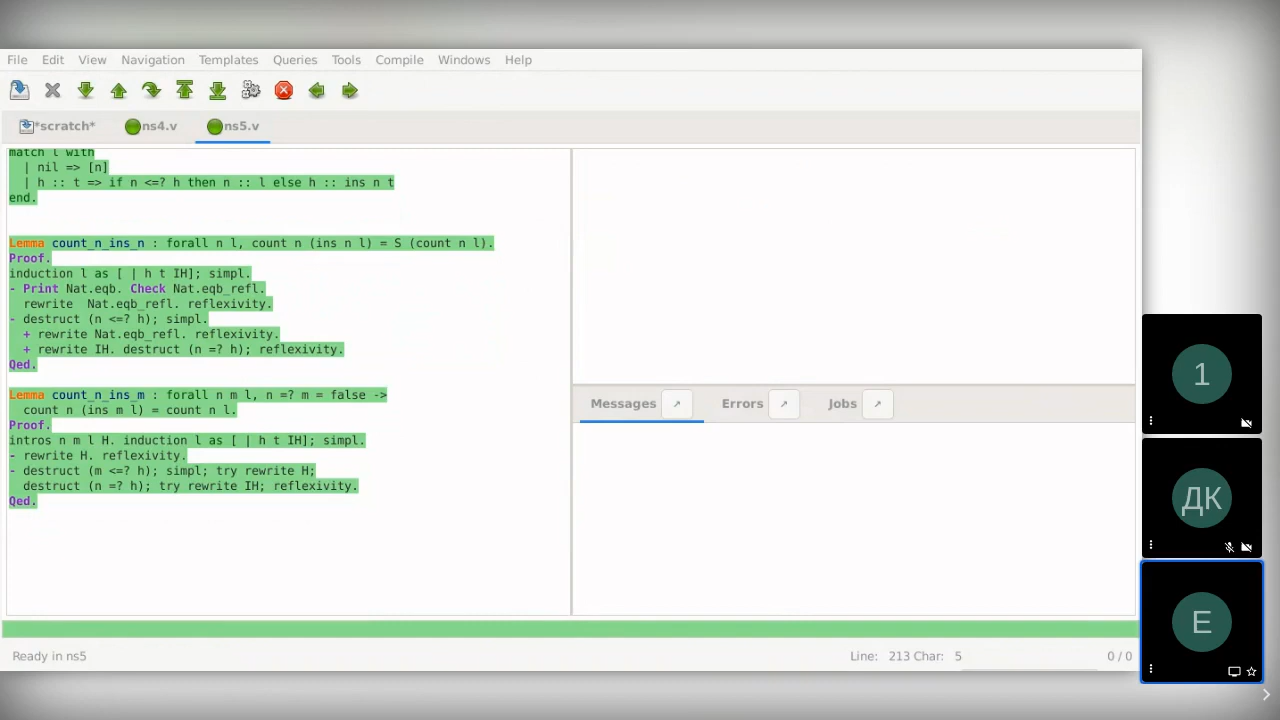 File Edit View Navigation Templates Queries Tools Compile Windows Help
*scratch* ns4.v ns5.v
match l with
| nil => [n]
| h :: t => if n <=? h then n :: l else h :: ins n t
end.
Lemma count_n_ins_n : forall n l, count n (ins n l) = S (count n l).
Proof.
induction l as [ | h t IH]; simpl.
- Print Nat.eqb. Check Nat.eqb_refl.
rewrite  Nat.eqb_refl. reflexivity.
- destruct (n <=? h); simpl.
+ rewrite Nat.eqb_refl. reflexivity.
+ rewrite IH. destruct (n =? h); reflexivity.
Qed.
Lemma count_n_ins_m : forall n m l, n =? m = false ->
count n (ins m l) = count n l.
Proof.
intros n m l H. induction l as [ | h t IH]; simpl.
- rewrite H. reflexivity.
- destruct (m <=? h); simpl; try rewrite H;
destruct (n =? h); try rewrite IH; reflexivity.
Qed.
Messages ↗ Errors ↗ Jobs ↗
Ready in ns5
Line: 213 Char: 5
0 / 0
1
ДК
E